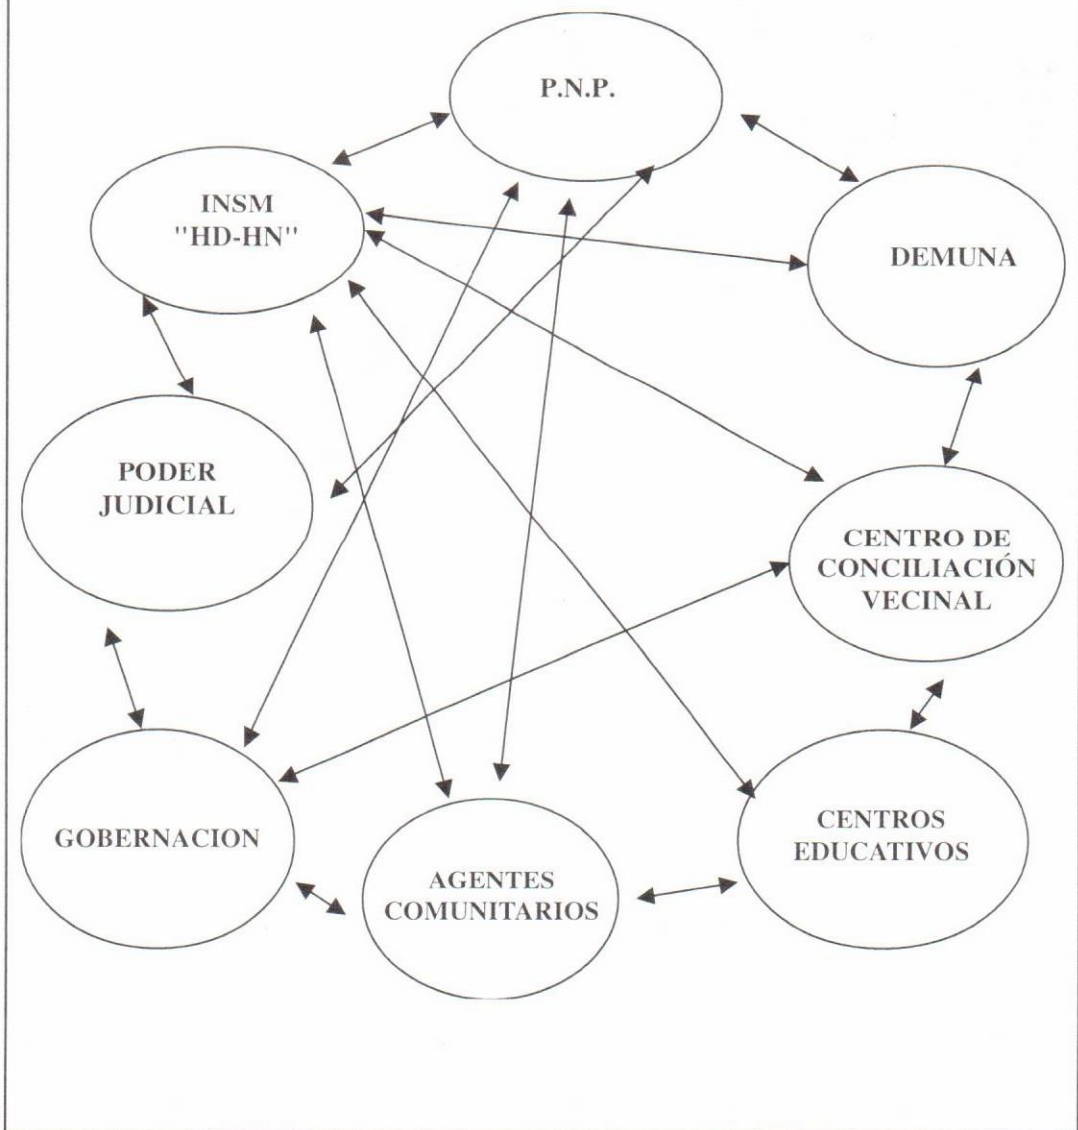 P.N.P.
INSM
"HD-HN"
DEMUNA
PODER
JUDICIAL
CENTRO DE
CONCILIACIÓN
VECINAL
GOBERNACION
AGENTES
COMUNITARIOS
CENTROS
EDUCATIVOS